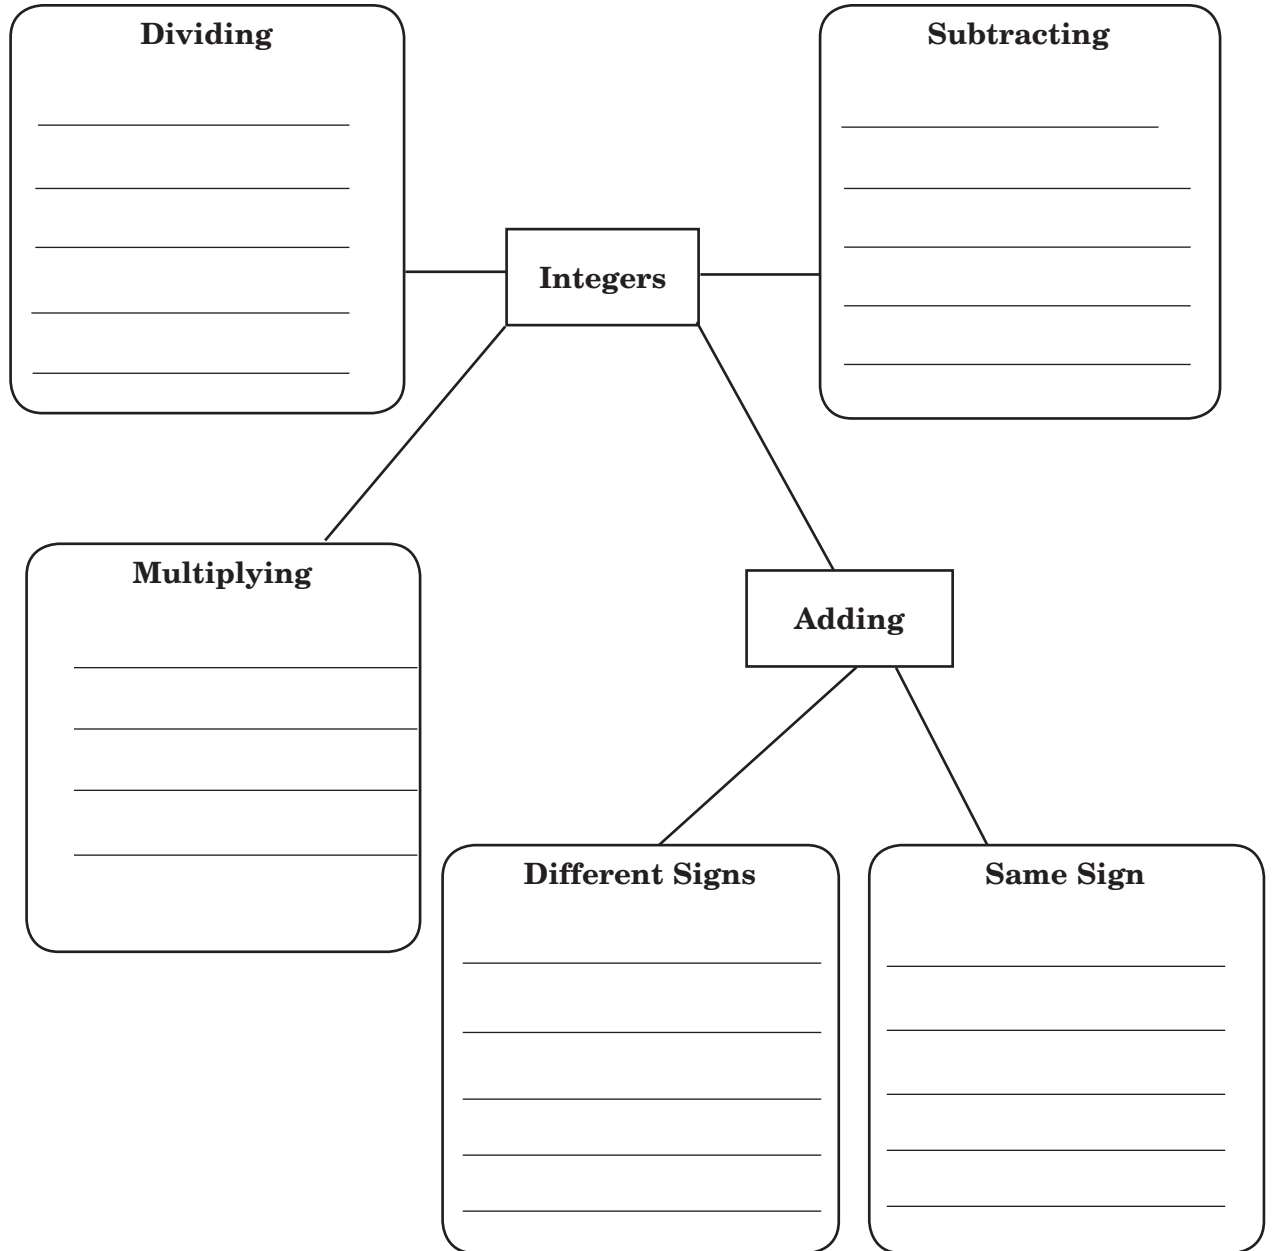 Dividing
Subtracting
Integers
Multiplying
Adding
Different Signs
Same Sign